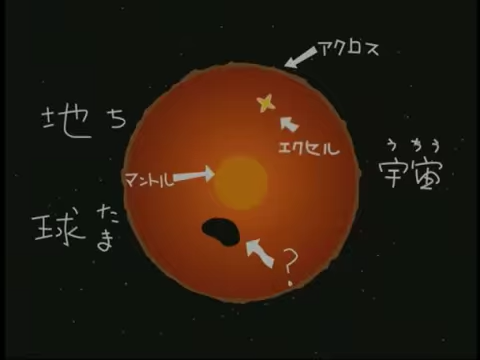 アクロス
地 ち
エクセル
う ちゅう
宇宙
マントル
球 たま
?